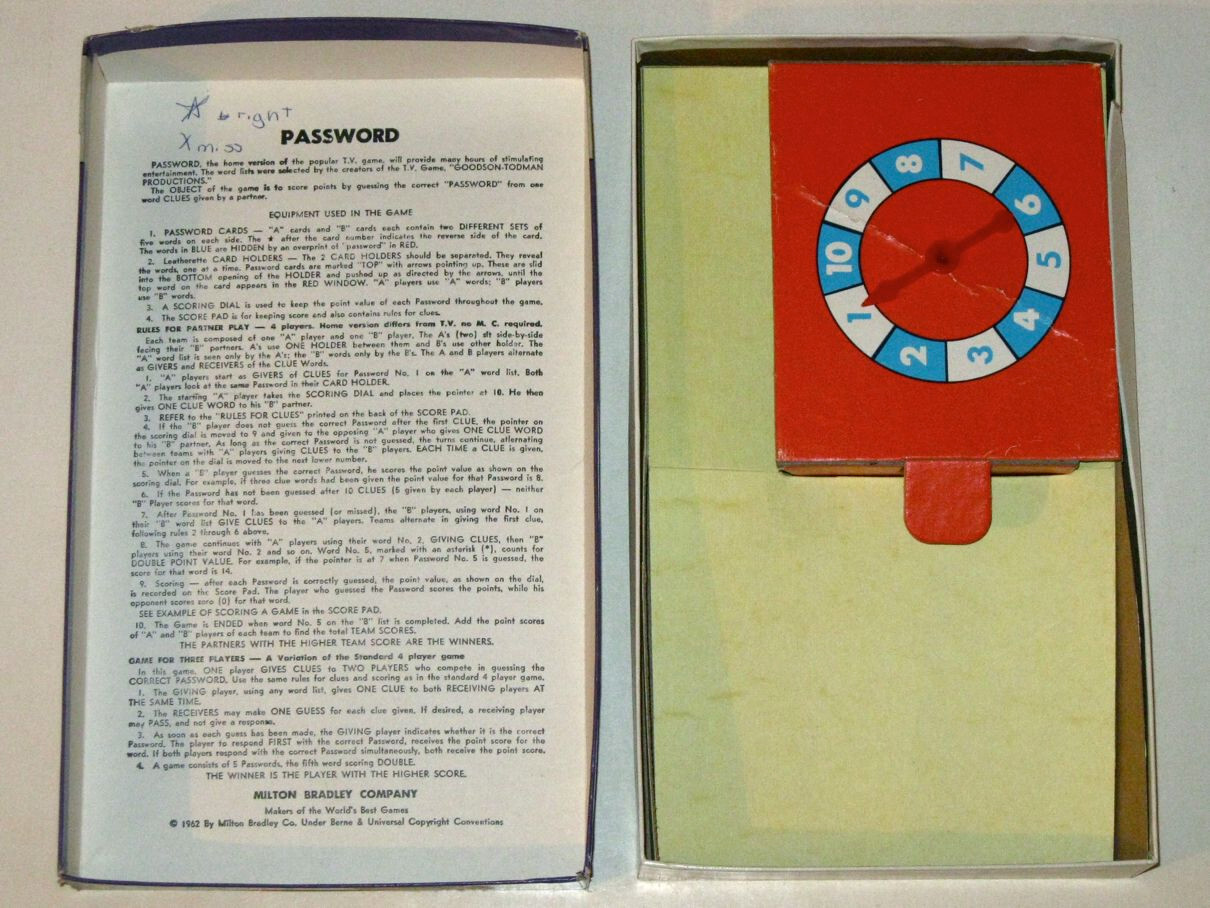 ☆ bright
X miss
PASSWORD
PASSWORD, the home version of the popular T.V. game, will provide many hours of stimulating
entertainment. The word lists were selected by the creators of the T.V. Game, "GOODSON-TODMAN
PRODUCTIONS."
The OBJECT of the game is to score points by guessing the correct "PASSWORD" from one
word CLUES given by a partner.
EQUIPMENT USED IN THE GAME
1. PASSWORD CARDS — "A" cards and "B" cards each contain two DIFFERENT SETS of
five words on each side. The ★ after the card number indicates the reverse side of the card.
The words in BLUE are HIDDEN by an overprint of "password" in RED.
2. Leatherette CARD HOLDERS — The 2 CARD HOLDERS should be separated. They reveal
the words, one at a time. Password cards are marked "TOP" with arrows pointing up. These are slid
into the BOTTOM opening of the HOLDER and pushed up as directed by the arrows, until the
top word on the card appears in the RED WINDOW. "A" players use "A" words; "B" players
use "B" words.
3. A SCORING DIAL is used to keep the point value of each Password throughout the game.
4. The SCORE PAD is for keeping score and also contains rules for clues.
RULES FOR PARTNER PLAY — 4 players. Home version differs from T.V. no M. C. required.
Each team is composed of one "A" player and one "B" player. The A's (two) sit side-by-side
facing their "B" partners. A's use ONE HOLDER between them and B's use other holder. The
"A" word list is seen only by the A's; the "B" words only by the B's. The A and B players alternate
as GIVERS and RECEIVERS of the CLUE Words.
1. "A" players start as GIVERS of CLUES for Password No. 1 on the "A" word list. Both
"A" players look at the same Password in their CARD HOLDER.
2. The starting "A" player takes the SCORING DIAL and places the pointer at 10. He then
gives ONE CLUE WORD to his "B" partner.
3. REFER to the "RULES FOR CLUES" printed on the back of the SCORE PAD.
4. If the "B" player does not guess the correct Password after the first CLUE, the pointer on
the scoring dial is moved to 9 and given to the opposing "A" player who gives ONE CLUE WORD
to his "B" partner. As long as the correct Password is not guessed, the turns continue, alternating
between teams with "A" players giving CLUES to the "B" players. EACH TIME a CLUE is given,
the pointer on the dial is moved to the next lower number.
5. When a "B" player guesses the correct Password, he scores the point value as shown on the
scoring dial. For example, if three clue words had been given the point value for that Password is 8.
6. If the Password has not been guessed after 10 CLUES (5 given by each player) — neither
"B" Player scores for that word.
7. After Password No. 1 has been guessed (or missed), the "B" players, using word No. 1 on
their "B" word list GIVE CLUES to the "A" players. Teams alternate in giving the first clue,
following rules 2 through 6 above.
8. The game continues with "A" players using their word No. 2, GIVING CLUES, then "B"
players using their word No. 2 and so on. Word No. 5, marked with an asterisk (*), counts for
DOUBLE POINT VALUE. For example, if the pointer is at 7 when Password No. 5 is guessed, the
score for that word is 14.
9. Scoring — after each Password is correctly guessed, the point value, as shown on the dial,
is recorded on the Score Pad. The player who guessed the Password scores the points, while his
opponent scores zero (0) for that word.
SEE EXAMPLE OF SCORING A GAME in the SCORE PAD.
10. The Game is ENDED when word No. 5 on the "B" list is completed. Add the point scores
of "A" and "B" players of each team to find the total TEAM SCORES.
THE PARTNERS WITH THE HIGHER TEAM SCORE ARE THE WINNERS.
GAME FOR THREE PLAYERS — A Variation of the Standard 4 player game
In this game, ONE player GIVES CLUES to TWO PLAYERS who compete in guessing the
CORRECT PASSWORD. Use the same rules for clues and scoring as in the standard 4 player game.
1. The GIVING player, using any word list, gives ONE CLUE to both RECEIVING players AT
THE SAME TIME.
2. The RECEIVERS may make ONE GUESS for each clue given. If desired, a receiving player
may PASS, and not give a response.
3. As soon as each guess has been made, the GIVING player indicates whether it is the correct
Password. The player to respond FIRST with the correct Password, receives the point score for the
word. If both players respond with the correct Password simultaneously, both receive the point score.
4. A game consists of 5 Passwords, the fifth word scoring DOUBLE.
THE WINNER IS THE PLAYER WITH THE HIGHER SCORE.
MILTON BRADLEY COMPANY
Makers of the World's Best Games
© 1962 By Milton Bradley Co. Under Berne & Universal Copyright Conventions
1
2
3
4
5
6
7
8
9
10